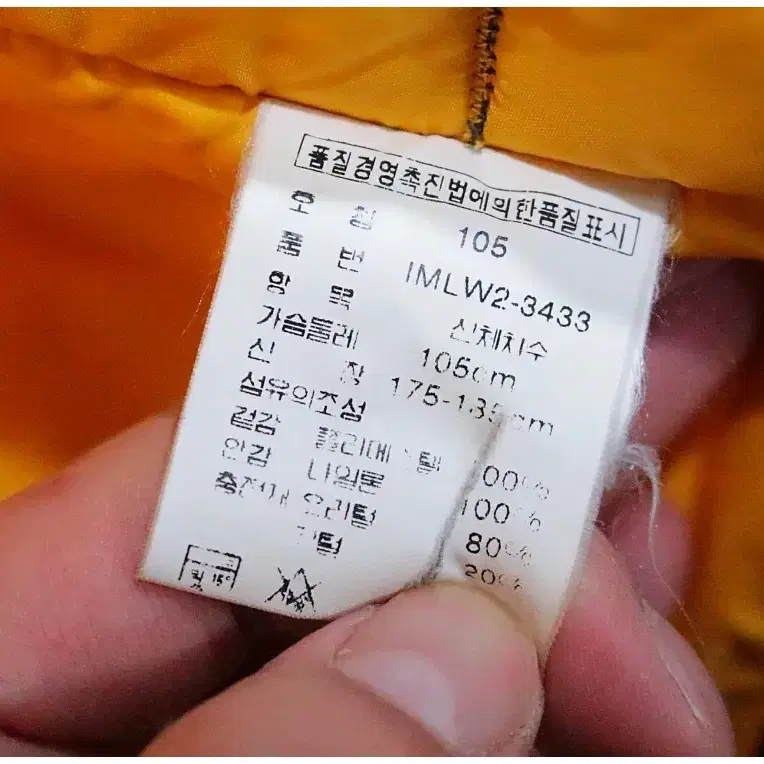 품질경영촉진법에의한품질표시
호 칭 105
품 번 IMLW2-3433
항 목 신체치수
가슴둘레 105cm
신 장 175-185cm
섬유의조성
겉감 폴리에스텔 100%
안감 나일론 100%
충전재 오리털 80%
깃털 20%